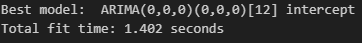 Best model:  ARIMA(0,0,0)(0,0,0)[12] intercept
Total fit time: 1.402 seconds